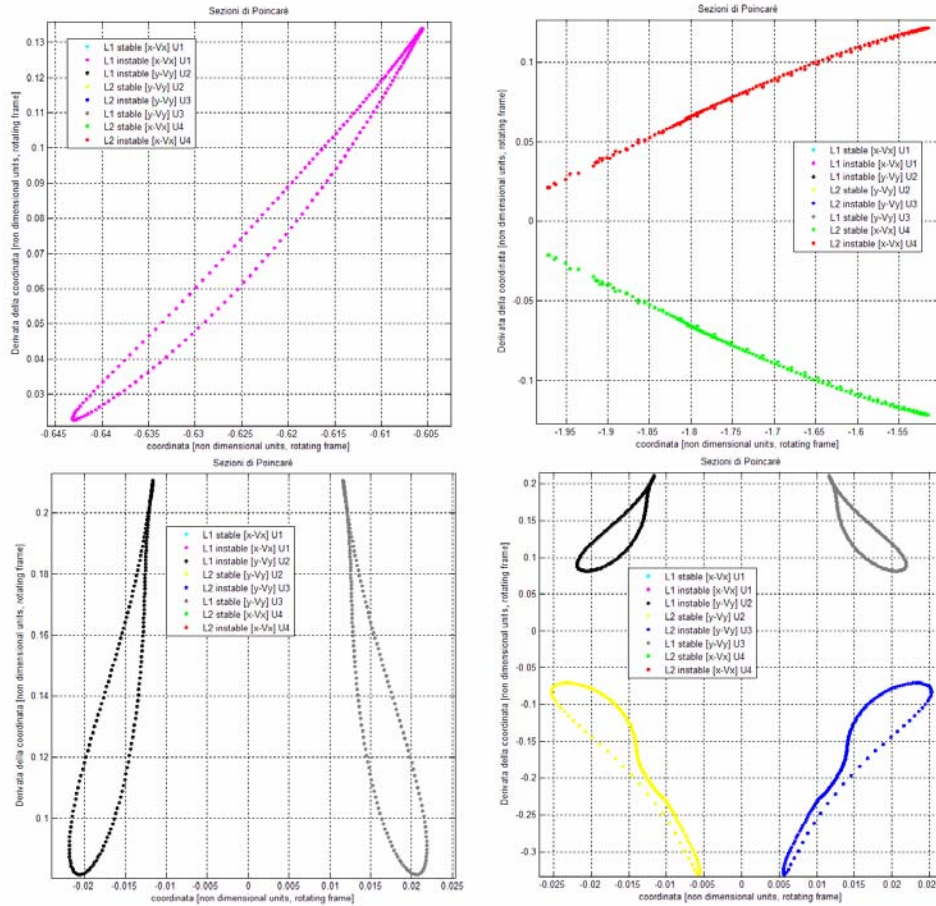 Sezioni di Poincarè
Derivata della coordinata [non dimensional units, rotating frame]
0.13
0.12
0.11
0.1
0.09
0.08
0.07
0.06
0.05
0.04
0.03
L1 stable [x-Vx] U1
L1 instable [x-Vx] U1
L1 instable [y-Vy] U2
L2 stable [y-Vy] U2
L2 instable [y-Vy] U3
L1 stable [y-Vy] U3
L2 stable [x-Vx] U4
L2 instable [x-Vx] U4
-0.645 -0.64 -0.635 -0.63 -0.625 -0.62 -0.615 -0.61 -0.605
coordinata [non dimensional units, rotating frame]
Sezioni di Poincarè
Derivata della coordinata [non dimensional units, rotating frame]
0.1
0.05
0
-0.05
-0.1
L1 stable [x-Vx] U1
L1 instable [x-Vx] U1
L1 instable [y-Vy] U2
L2 stable [y-Vy] U2
L2 instable [y-Vy] U3
L1 stable [y-Vy] U3
L2 stable [x-Vx] U4
L2 instable [x-Vx] U4
-1.95 -1.9 -1.85 -1.8 -1.75 -1.7 -1.65 -1.6 -1.55
coordinata [non dimensional units, rotating frame]
Sezioni di Poincarè
Derivata della coordinata [non dimensional units, rotating frame]
0.2
0.18
0.16
0.14
0.12
0.1
L1 stable [x-Vx] U1
L1 instable [x-Vx] U1
L1 instable [y-Vy] U2
L2 stable [y-Vy] U2
L2 instable [y-Vy] U3
L1 stable [y-Vy] U3
L2 stable [x-Vx] U4
L2 instable [x-Vx] U4
-0.02 -0.015 -0.01 -0.005 0 0.005 0.01 0.015 0.02 0.025
coordinata [non dimensional units, rotating frame]
Sezioni di Poincarè
Derivata della coordinata [non dimensional units, rotating frame]
0.2
0.15
0.1
0.05
0
-0.05
-0.1
-0.15
-0.2
-0.25
-0.3
L1 stable [x-Vx] U1
L1 instable [x-Vx] U1
L1 instable [y-Vy] U2
L2 stable [y-Vy] U2
L2 instable [y-Vy] U3
L1 stable [y-Vy] U3
L2 stable [x-Vx] U4
L2 instable [x-Vx] U4
-0.025 -0.02 -0.015 -0.01 -0.005 0 0.005 0.01 0.015 0.02
coordinata [non dimensional units, rotating frame]